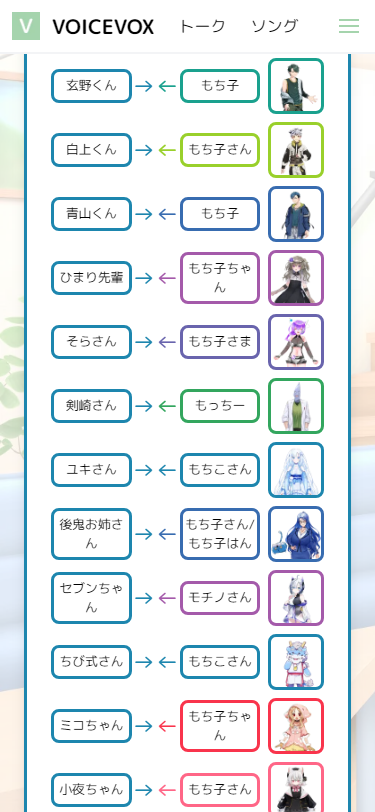 V VOICEVOX トーク ソング
玄野くん → ← もち子
白上くん → ← もち子さん
青山くん → ← もち子
ひまり先輩 → ← もち子ちゃ
ん
そらさん → ← もち子さま
剣崎さん → ← もっちー
ユキさん → ← もちこさん
後鬼お姉さ
ん → ← もち子さん/
もち子はん
セブンちゃ
ん → ← モチノさん
ちび式さん → ← もちこさん
ミコちゃん → ← もち子ちゃ
ん
小夜ちゃん → ← もち子さん